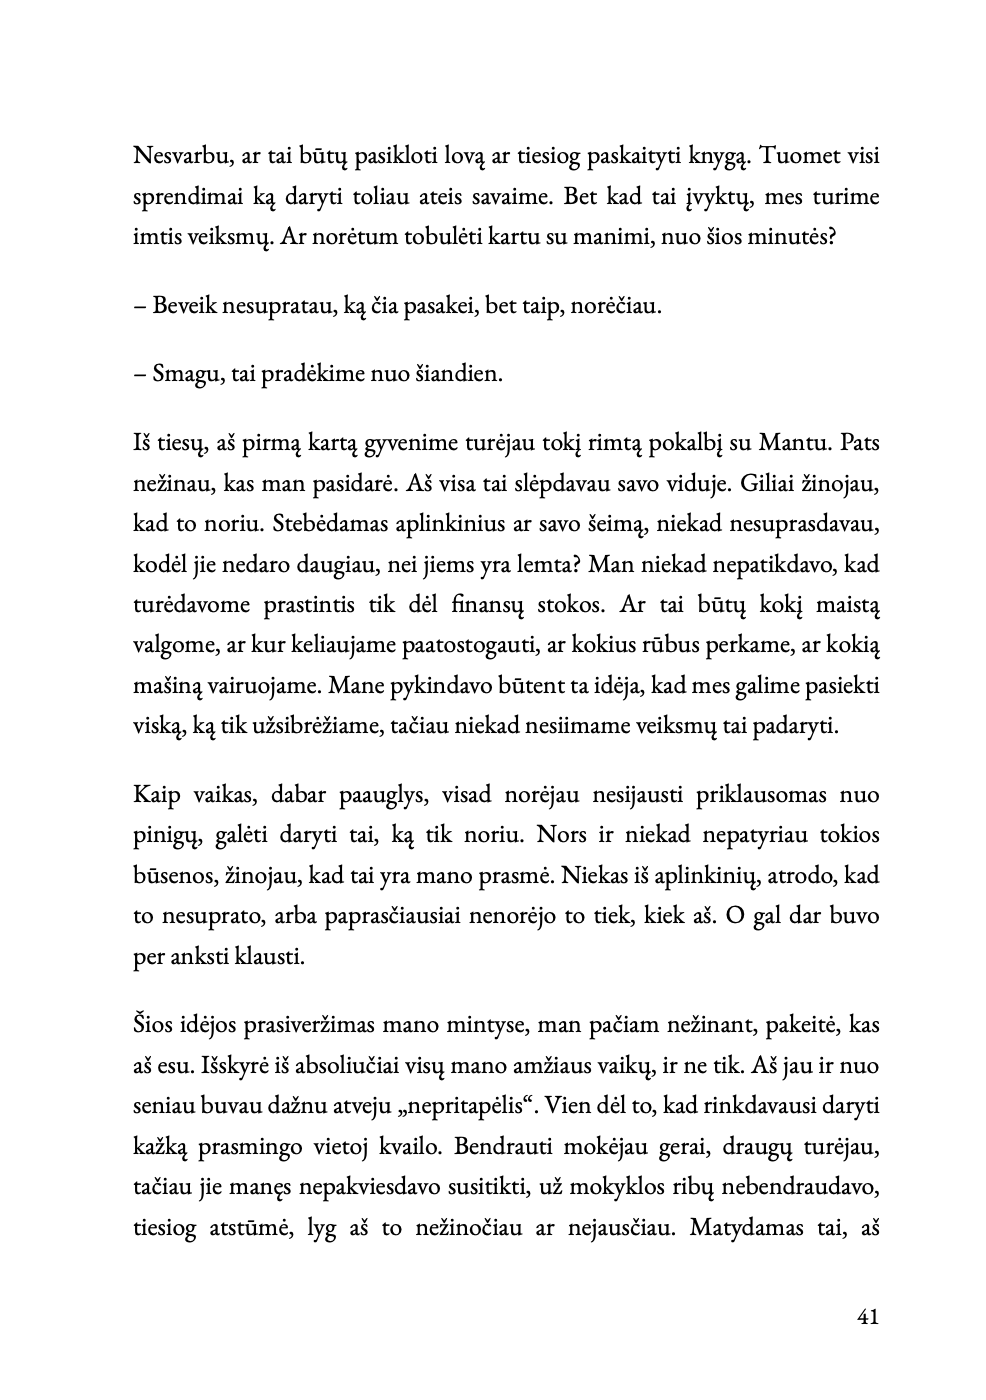 Nesvarbu, ar tai būtų pasikloti lovą ar tiesiog paskaityti knygą. Tuomet visi
sprendimai ką daryti toliau ateis savaime. Bet kad tai įvyktų, mes turime
imtis veiksmų. Ar norėtum tobulėti kartu su manimi, nuo šios minutės?
– Beveik nesupratau, ką čia pasakei, bet taip, norėčiau.
– Smagu, tai pradėkime nuo šiandien.
Iš tiesų, aš pirmą kartą gyvenime turėjau tokį rimtą pokalbį su Mantu. Pats
nežinau, kas man pasidarė. Aš visa tai slėpdavau savo viduje. Giliai žinojau,
kad to noriu. Stebėdamas aplinkinius ar savo šeimą, niekad nesuprasdavau,
kodėl jie nedaro daugiau, nei jiems yra lemta? Man niekad nepatikdavo, kad
turėdavome prastintis tik dėl finansų stokos. Ar tai būtų kokį maistą
valgome, ar kur keliaujame paatostogauti, ar kokius rūbus perkame, ar kokią
mašiną vairuojame. Mane pykindavo būtent ta idėja, kad mes galime pasiekti
viską, ką tik užsibrėžiame, tačiau niekad nesiimame veiksmų tai padaryti.
Kaip vaikas, dabar paauglys, visad norėjau nesijausti priklausomas nuo
pinigų, galėti daryti tai, ką tik noriu. Nors ir niekad nepatyriau tokios
būsenos, žinojau, kad tai yra mano prasmė. Niekas iš aplinkinių, atrodo, kad
to nesuprato, arba paprasčiausiai nenorėjo to tiek, kiek aš. O gal dar buvo
per anksti klausti.
Šios idėjos prasiveržimas mano mintyse, man pačiam nežinant, pakeitė, kas
aš esu. Išskyrė iš absoliučiai visų mano amžiaus vaikų, ir ne tik. Aš jau ir nuo
seniau buvau dažnu atveju „nepritapėlis“. Vien dėl to, kad rinkdavausi daryti
kažką prasmingo vietoj kvailo. Bendrauti mokėjau gerai, draugų turėjau,
tačiau jie manęs nepakviesdavo susitikti, už mokyklos ribų nebendraudavo,
tiesiog atstūmė, lyg aš to nežinočiau ar nejausčiau. Matydamas tai, aš
41